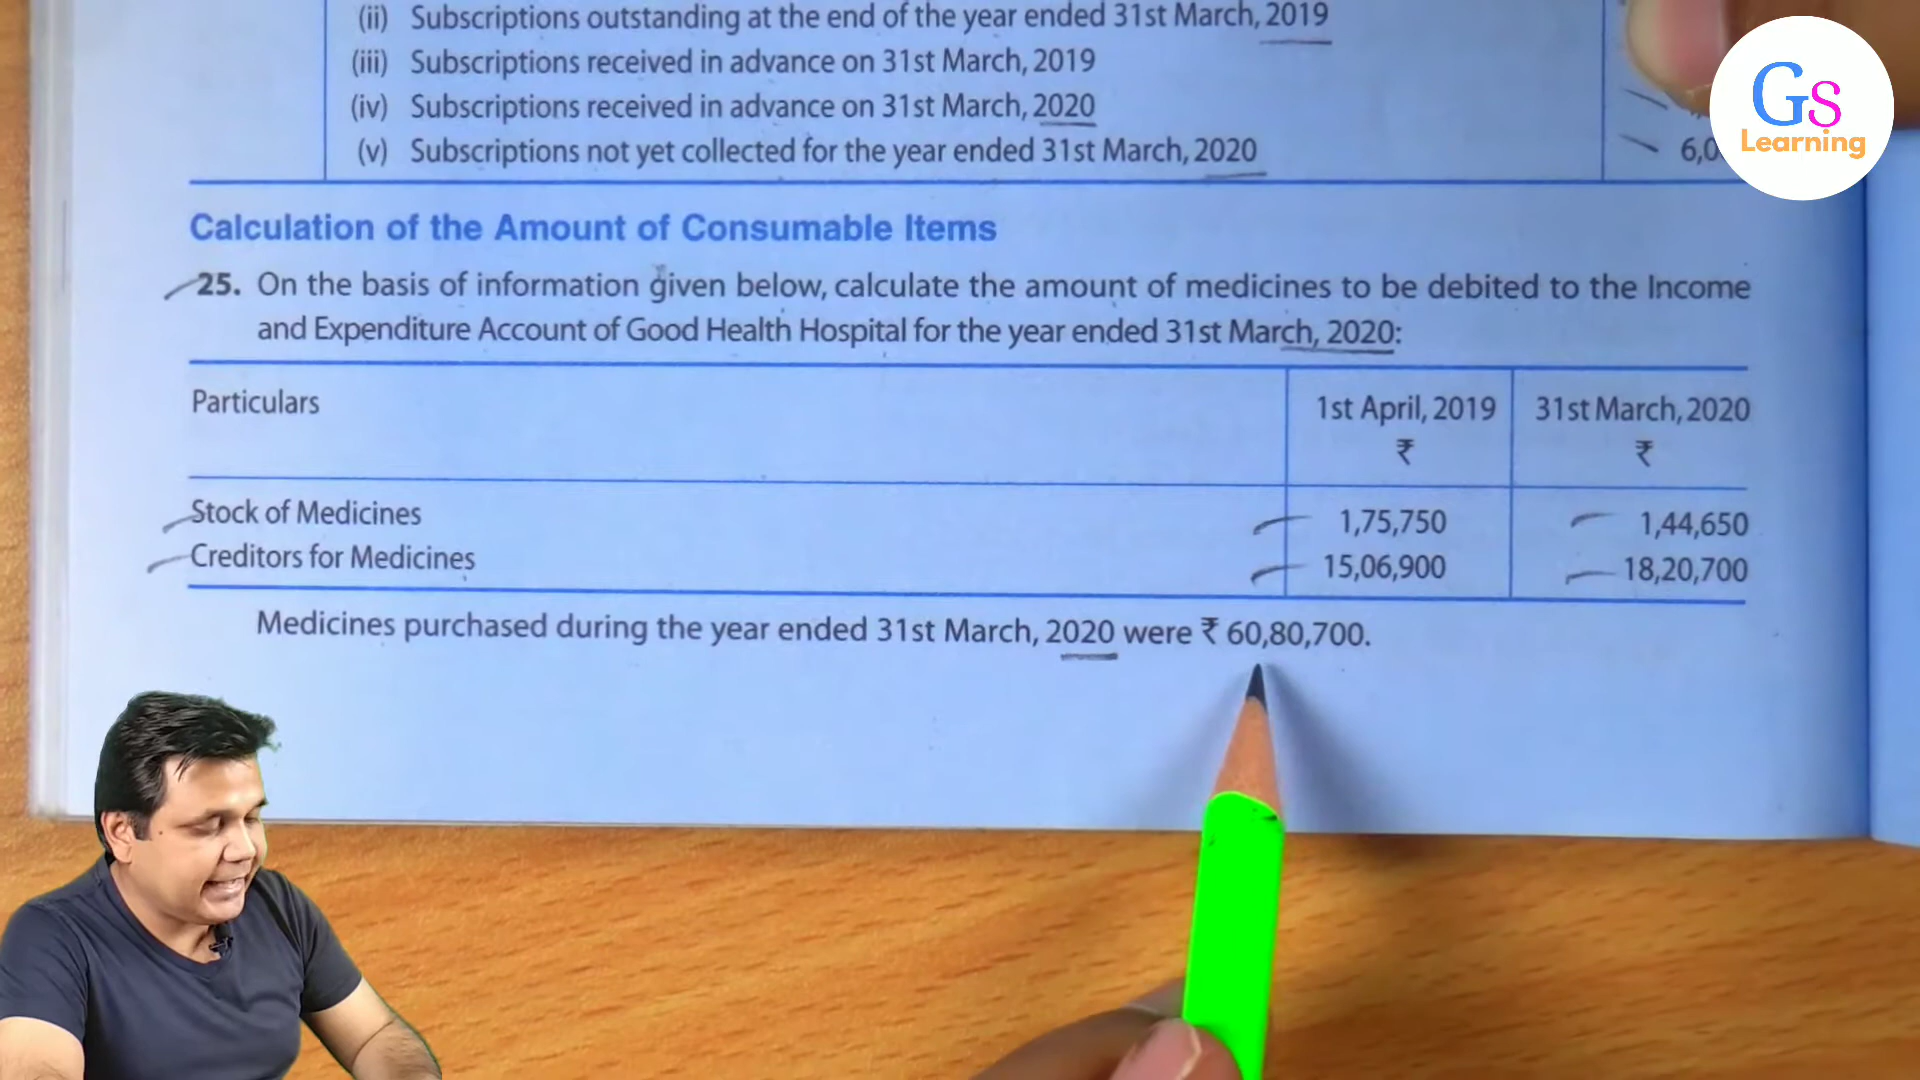 (ii) Subscriptions outstanding at the end of the year ended 31st March, 2019
(iii) Subscriptions received in advance on 31st March, 2019
(iv) Subscriptions received in advance on 31st March, 2020
(v) Subscriptions not yet collected for the year ended 31st March, 2020 6,0
Gs
Learning
Calculation of the Amount of Consumable Items
25. On the basis of information given below, calculate the amount of medicines to be debited to the Income
and Expenditure Account of Good Health Hospital for the year ended 31st March, 2020:
Particulars 1st April, 2019 31st March, 2020
₹ ₹
Stock of Medicines 1,75,750 1,44,650
Creditors for Medicines 15,06,900 18,20,700
Medicines purchased during the year ended 31st March, 2020 were ₹ 60,80,700.